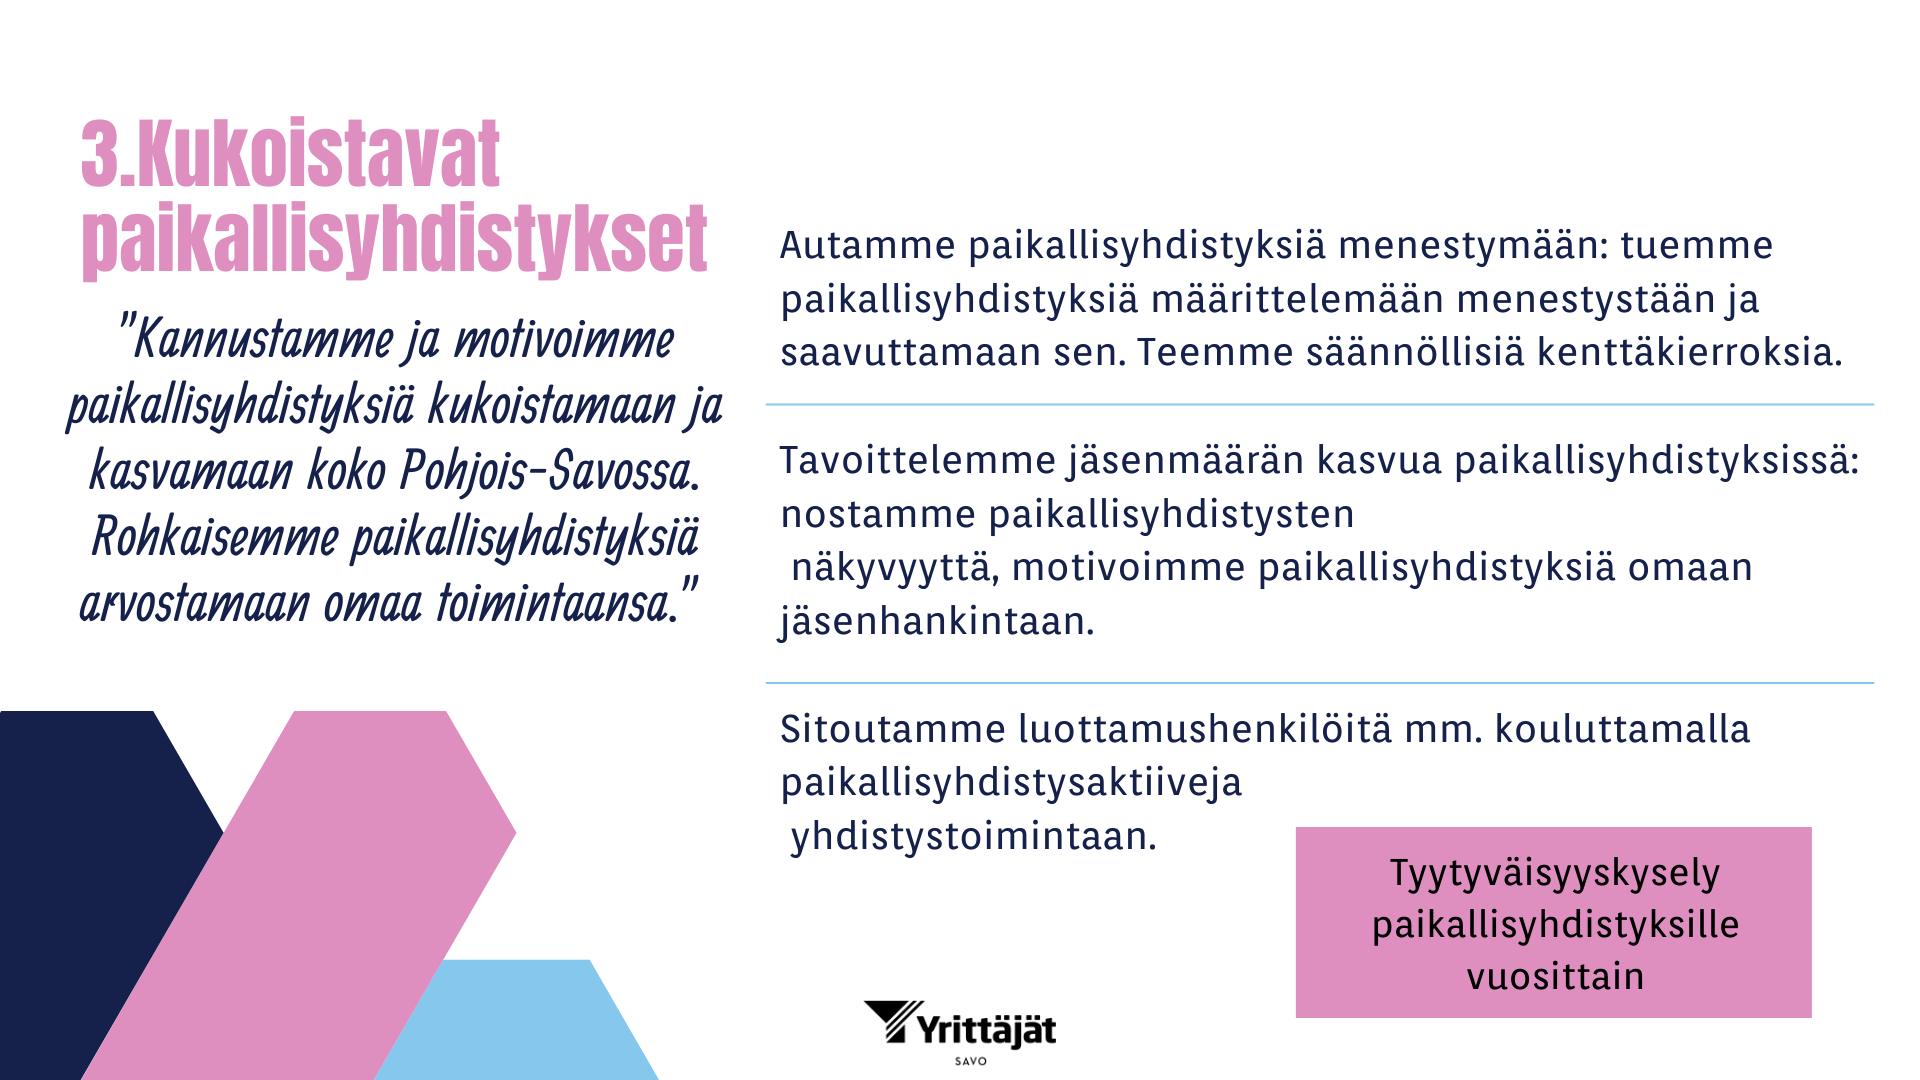 3.Kukoistavat
paikallisyhdistykset
"Kannustamme ja motivoimme
paikallisyhdistyksiä kukoistamaan ja
kasvamaan koko Pohjois-Savossa.
Rohkaisemme paikallisyhdistyksiä
arvostamaan omaa toimintaansa."
Autamme paikallisyhdistyksiä menestymään: tuemme
paikallisyhdistyksiä määrittelemään menestystään ja
saavuttamaan sen. Teemme säännöllisiä kenttäkierroksia.
Tavoittelemme jäsenmäärän kasvua paikallisyhdistyksissä:
nostamme paikallisyhdistysten
näkyvyyttä, motivoimme paikallisyhdistyksiä omaan
jäsenhankintaan.
Sitoutamme luottamushenkilöitä mm. kouluttamalla
paikallisyhdistysaktiiveja
yhdistystoimintaan.
Tyytyväisyyskysely
paikallisyhdistyksille
vuosittain
Yrittäjät
SAVO